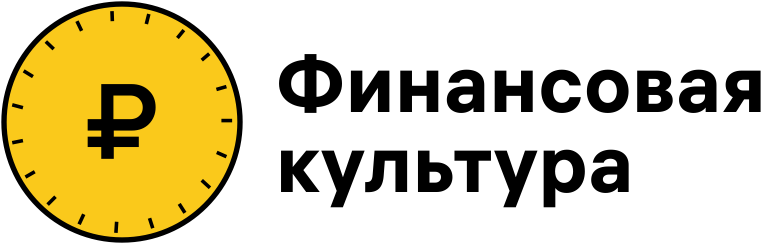 ₽
Финансовая
культура